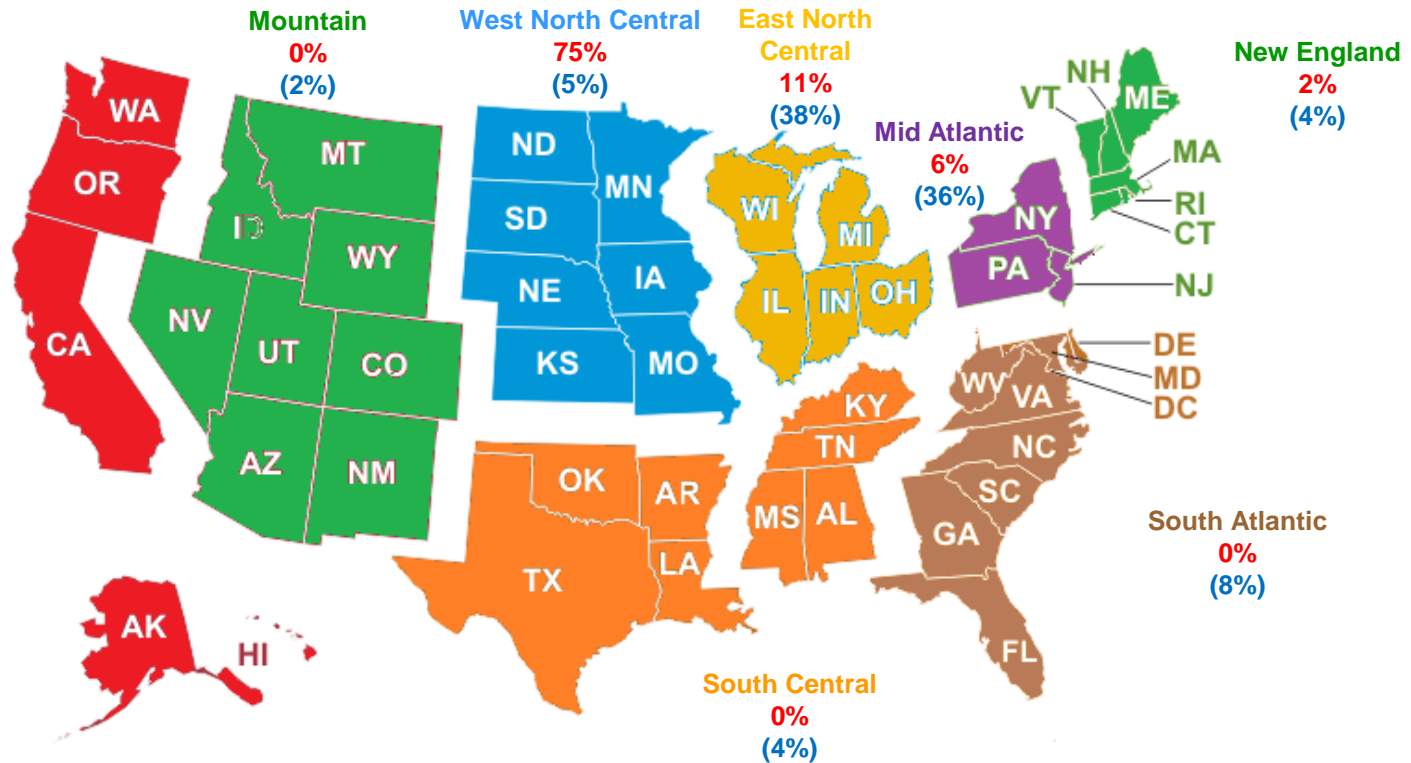 Mountain
0%
(2%)
West North Central
75%
(5%)
East North
Central
11%
(38%)
Mid Atlantic
6%
(36%)
New England
2%
(4%)
WA
OR
CA
AK
HI
MT
ID
WY
NV
UT
CO
AZ
NM
ND
MN
SD
NE
IA
KS
MO
WI
MI
IL
IN
OH
NY
PA
NJ
NH
VT
ME
MA
RI
CT
DE
MD
DC
WV
VA
NC
SC
GA
FL
KY
TN
MS
AL
OK
AR
TX
LA
South Atlantic
0%
(8%)
South Central
0%
(4%)